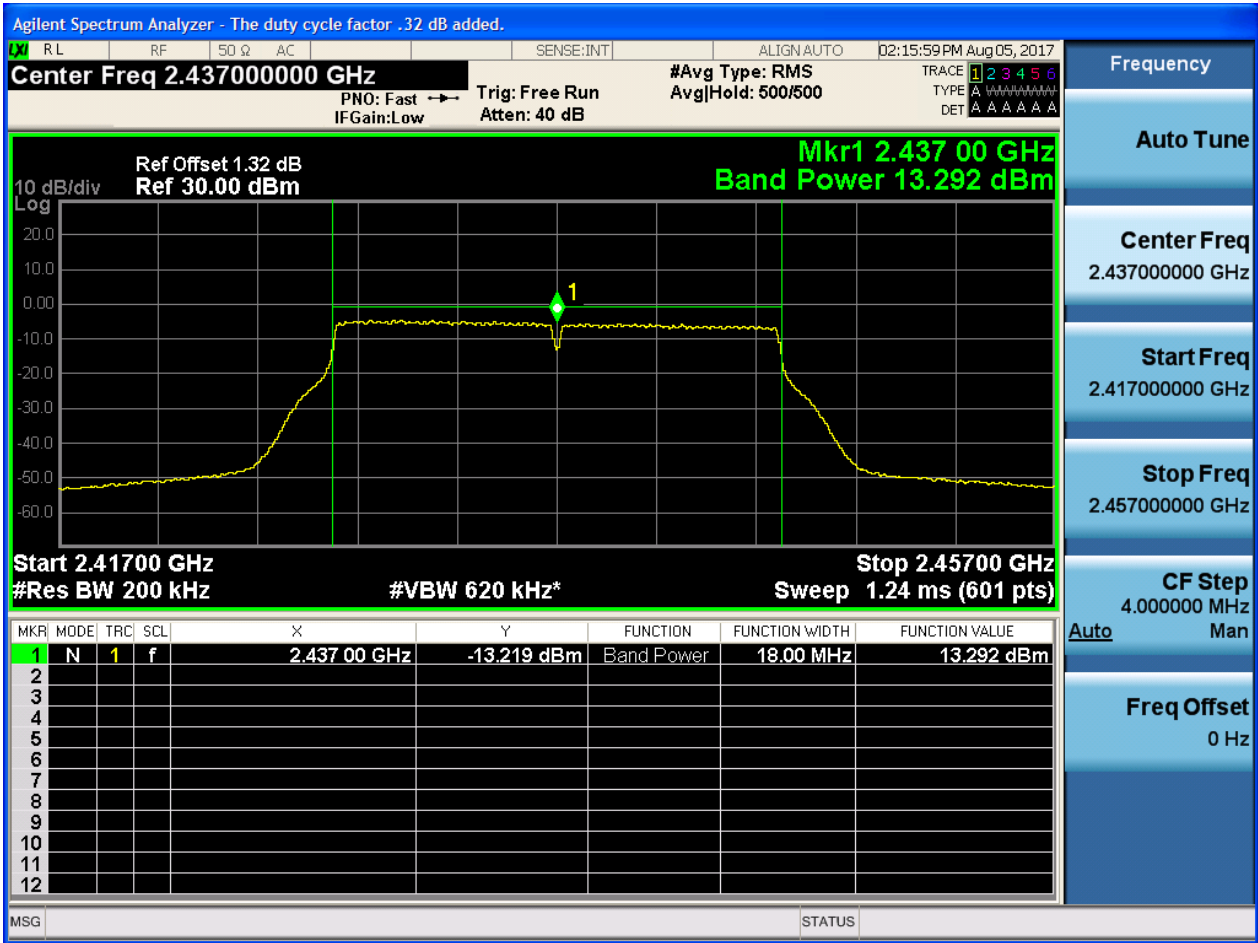 Agilent Spectrum Analyzer - The duty cycle factor .32 dB added.
LXI RL RF 50 Ω AC SENSE:INT ALIGNAUTO 02:15:59 PM Aug 05, 2017
Center Freq 2.437000000 GHz
#Avg Type: RMS
TRACE 1 2 3 4 5 6
PNO: Fast
Trig: Free Run
Avg|Hold: 500/500
TYPE A WWWWW
IFGain:Low
Atten: 40 dB
DET A A A A A A
Mkr1 2.437 00 GHz
Ref Offset 1.32 dB
Band Power 13.292 dBm
10 dB/div Ref 30.00 dBm
Log
20.0
10.0
1
0.00
-10.0
-20.0
-30.0
-40.0
-50.0
-60.0
Start 2.41700 GHz Stop 2.45700 GHz
#Res BW 200 kHz #VBW 620 kHz* Sweep 1.24 ms (601 pts)
MKR MODE TRC SCL X Y FUNCTION FUNCTION WIDTH FUNCTION VALUE
1 N 1 f 2.437 00 GHz -13.219 dBm Band Power 18.00 MHz 13.292 dBm
2
3
4
5
6
7
8
9
10
11
12
MSG STATUS
Frequency
Auto Tune
Center Freq
2.437000000 GHz
Start Freq
2.417000000 GHz
Stop Freq
2.457000000 GHz
CF Step
4.000000 MHz
Auto Man
Freq Offset
0 Hz